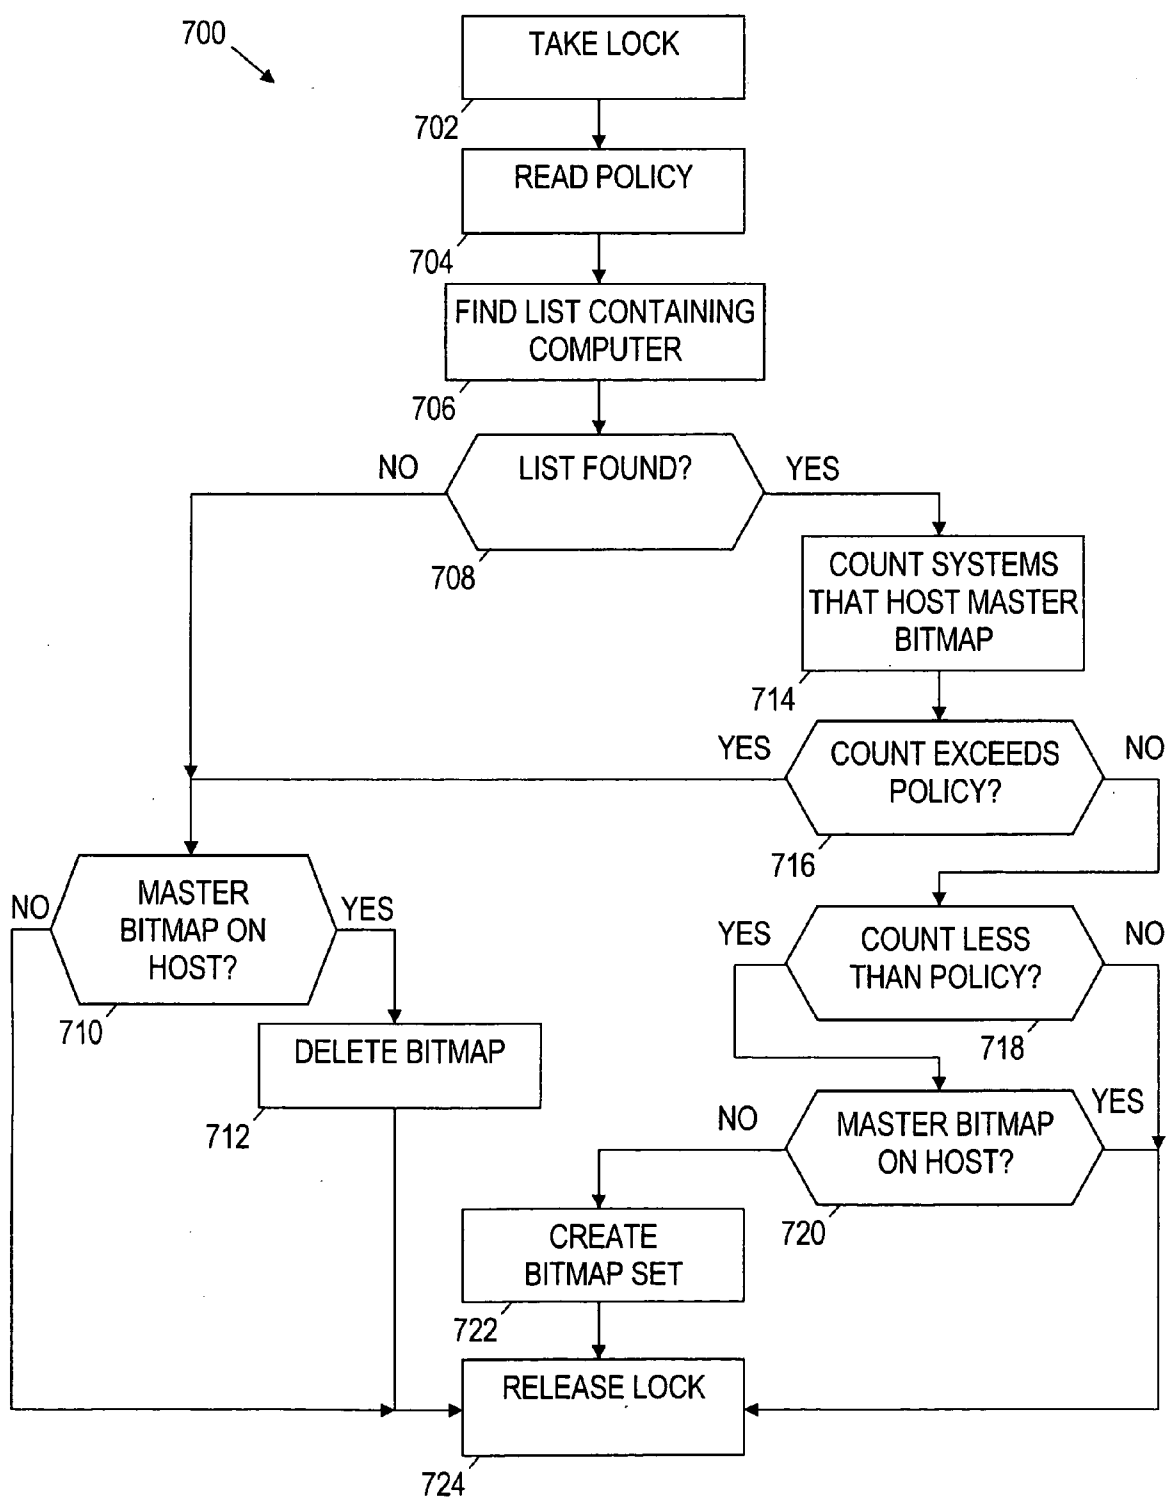 700
TAKE LOCK
702
READ POLICY
704
FIND LIST CONTAINING
COMPUTER
706
NO
LIST FOUND?
YES
708
COUNT SYSTEMS
THAT HOST MASTER
BITMAP
714
YES
COUNT EXCEEDS
POLICY?
NO
716
NO
MASTER
BITMAP ON
HOST?
YES
710
YES
COUNT LESS
THAN POLICY?
NO
718
DELETE BITMAP
712
NO
MASTER BITMAP
ON HOST?
YES
720
CREATE
BITMAP SET
722
RELEASE LOCK
724